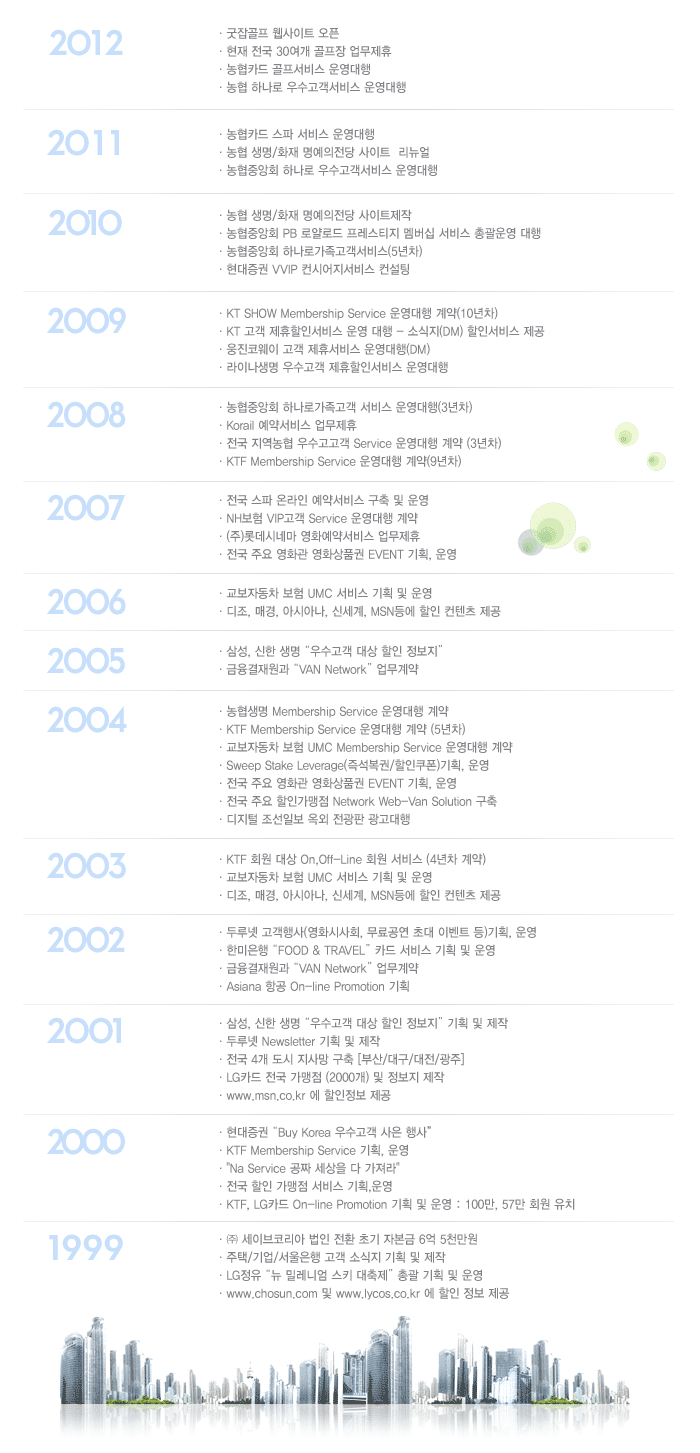 2012
· 굿잡골프 웹사이트 오픈
· 현재 전국 30여개 골프장 업무제휴
· 농협카드 골프서비스 운영대행
· 농협 하나로 우수고객서비스 운영대행
2011
· 농협카드 스파 서비스 운영대행
· 농협 생명/화재 명예의전당 사이트 리뉴얼
· 농협중앙회 하나로 우수고객서비스 운영대행
2010
· 농협 생명/화재 명예의전당 사이트제작
· 농협중앙회 PB 로얄로드 프레스티지 멤버십 서비스 총괄운영 대행
· 농협중앙회 하나로가족고객서비스(5년차)
· 현대증권 VVIP 컨시어지서비스 컨설팅
2009
· KT SHOW Membership Service 운영대행 계약(10년차)
· KT 고객 제휴할인서비스 운영 대행 - 소식지(DM) 할인서비스 제공
· 웅진코웨이 고객 제휴서비스 운영대행(DM)
· 라이나생명 우수고객 제휴할인서비스 운영대행
2008
· 농협중앙회 하나로가족고객 서비스 운영대행(3년차)
· Korail 예약서비스 업무제휴
· 전국 지역농협 우수고고객 Service 운영대행 계약 (3년차)
· KTF Membership Service 운영대행 계약(9년차)
2007
· 전국 스파 온라인 예약서비스 구축 및 운영
· NH보험 VIP고객 Service 운영대행 계약
· (주)롯데시네마 영화예약서비스 업무제휴
· 전국 주요 영화관 영화상품권 EVENT 기획, 운영
2006
· 교보자동차 보험 UMC 서비스 기획 및 운영
· 디조, 매경, 아시아나, 신세계, MSN등에 할인 컨텐츠 제공
2005
· 삼성, 신한 생명 “우수고객 대상 할인 정보지”
· 금융결재원과 “VAN Network” 업무계약
2004
· 농협생명 Membership Service 운영대행 계약
· KTF Membership Service 운영대행 계약 (5년차)
· 교보자동차 보험 UMC Membership Service 운영대행 계약
· Sweep Stake Leverage(즉석복권/할인쿠폰)기획, 운영
· 전국 주요 영화관 영화상품권 EVENT 기획, 운영
· 전국 주요 할인가맹점 Network Web-Van Solution 구축
· 디지털 조선일보 옥외 전광판 광고대행
2003
· KTF 회원 대상 On,Off-Line 회원 서비스 (4년차 계약)
· 교보자동차 보험 UMC 서비스 기획 및 운영
· 디조, 매경, 아시아나, 신세계, MSN등에 할인 컨텐츠 제공
2002
· 두루넷 고객행사(영화시사회, 무료공연 초대 이벤트 등)기획, 운영
· 한미은행 “FOOD & TRAVEL” 카드 서비스 기획 및 운영
· 금융결재원과 “VAN Network” 업무계약
· Asiana 항공 On-line Promotion 기획
2001
· 삼성, 신한 생명 “우수고객 대상 할인 정보지” 기획 및 제작
· 두루넷 Newsletter 기획 및 제작
· 전국 4개 도시 지사망 구축 [부산/대구/대전/광주]
· LG카드 전국 가맹점 (2000개) 및 정보지 제작
· www.msn.co.kr 에 할인정보 제공
2000
· 현대증권 “Buy Korea 우수고객 사은 행사”
· KTF Membership Service 기획, 운영
· "Na Service 공짜 세상을 다 가져라"
· 전국 할인 가맹점 서비스 기획,운영
· KTF, LG카드 On-line Promotion 기획 및 운영 : 100만, 57만 회원 유치
1999
· ㈜ 세이브코리아 법인 전환 초기 자본금 6억 5천만원
· 주택/기업/서울은행 고객 소식지 기획 및 제작
· LG정유 “뉴 밀레니엄 스키 대축제” 총괄 기획 및 운영
· www.chosun.com 및 www.lycos.co.kr 에 할인 정보 제공